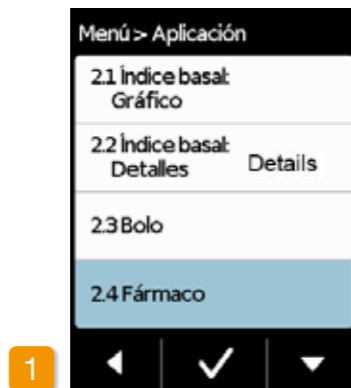 Menú > Aplicación
2.1 Índice basal:
Gráfico
2.2 Índice basal:
Detalles Details
2.3 Bolo
2.4 Fármaco
1